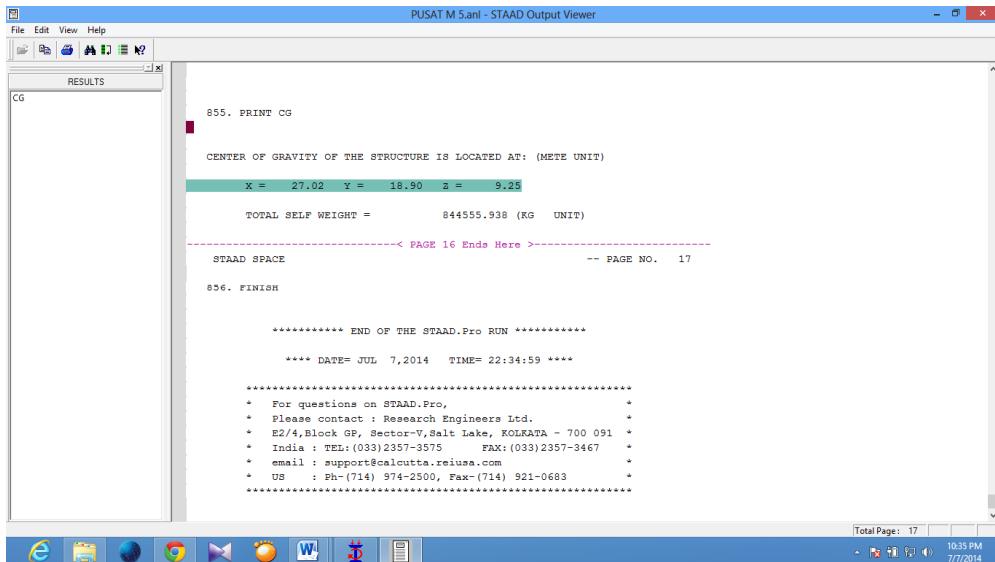 PUSAT M 5.anl - STAAD Output Viewer
File Edit View Help
RESULTS
CG
855. PRINT CG
CENTER OF GRAVITY OF THE STRUCTURE IS LOCATED AT: (METE UNIT)
X = 27.02 Y = 18.90 Z = 9.25
TOTAL SELF WEIGHT = 844555.938 (KG UNIT)
--------------------------------< PAGE 16 Ends Here >---------------------------
STAAD SPACE -- PAGE NO. 17
856. FINISH
*********** END OF THE STAAD.Pro RUN ***********
**** DATE= JUL 7,2014 TIME= 22:34:59 ****
***********************************************************
* For questions on STAAD.Pro, *
* Please contact : Research Engineers Ltd. *
* E2/4,Block GP, Sector-V,Salt Lake, KOLKATA - 700 091 *
* India : TEL:(033)2357-3575 FAX:(033)2357-3467 *
* email : support@calcutta.reiusa.com *
* US : Ph-(714) 974-2500, Fax-(714) 921-0683 *
***********************************************************
Total Page : 17
10:35 PM
7/7/2014